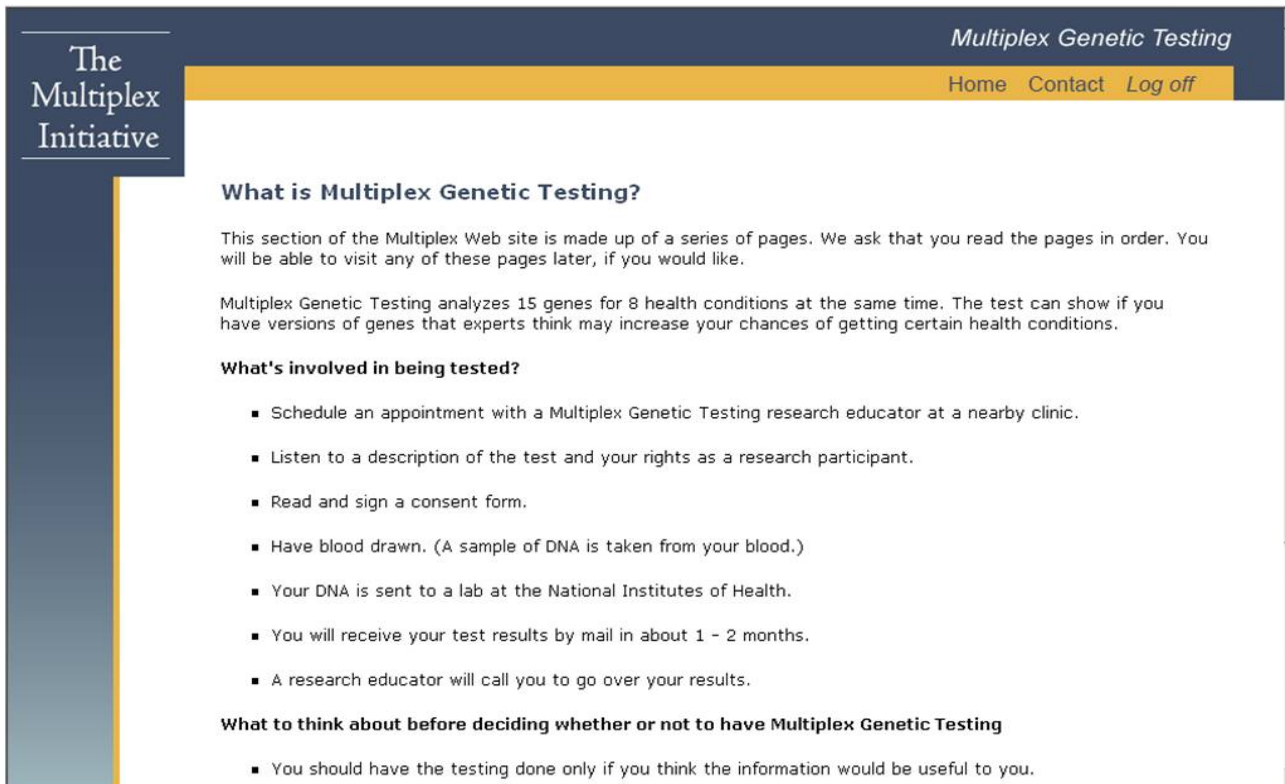 The
Multiplex
Initiative
Multiplex Genetic Testing
Home Contact Log off
What is Multiplex Genetic Testing?
This section of the Multiplex Web site is made up of a series of pages. We ask that you read the pages in order. You
will be able to visit any of these pages later, if you would like.
Multiplex Genetic Testing analyzes 15 genes for 8 health conditions at the same time. The test can show if you
have versions of genes that experts think may increase your chances of getting certain health conditions.
What's involved in being tested?
▪ Schedule an appointment with a Multiplex Genetic Testing research educator at a nearby clinic.
▪ Listen to a description of the test and your rights as a research participant.
▪ Read and sign a consent form.
▪ Have blood drawn. (A sample of DNA is taken from your blood.)
▪ Your DNA is sent to a lab at the National Institutes of Health.
▪ You will receive your test results by mail in about 1 - 2 months.
▪ A research educator will call you to go over your results.
What to think about before deciding whether or not to have Multiplex Genetic Testing
▪ You should have the testing done only if you think the information would be useful to you.